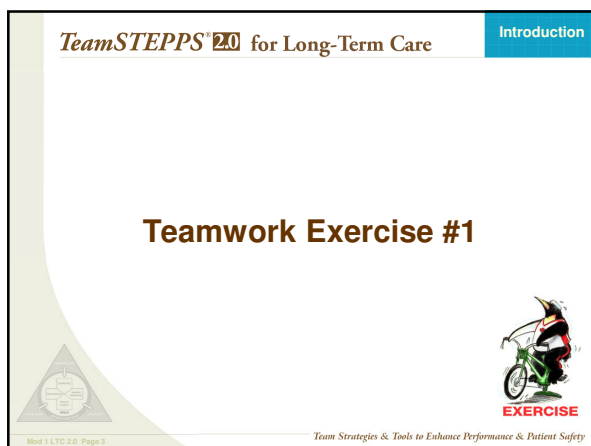 TeamSTEPPS® 2.0 for Long-Term Care
Introduction
Teamwork Exercise #1
EXERCISE
Mod 1 LTC 2.0 Page 3
Team Strategies & Tools to Enhance Performance & Patient Safety